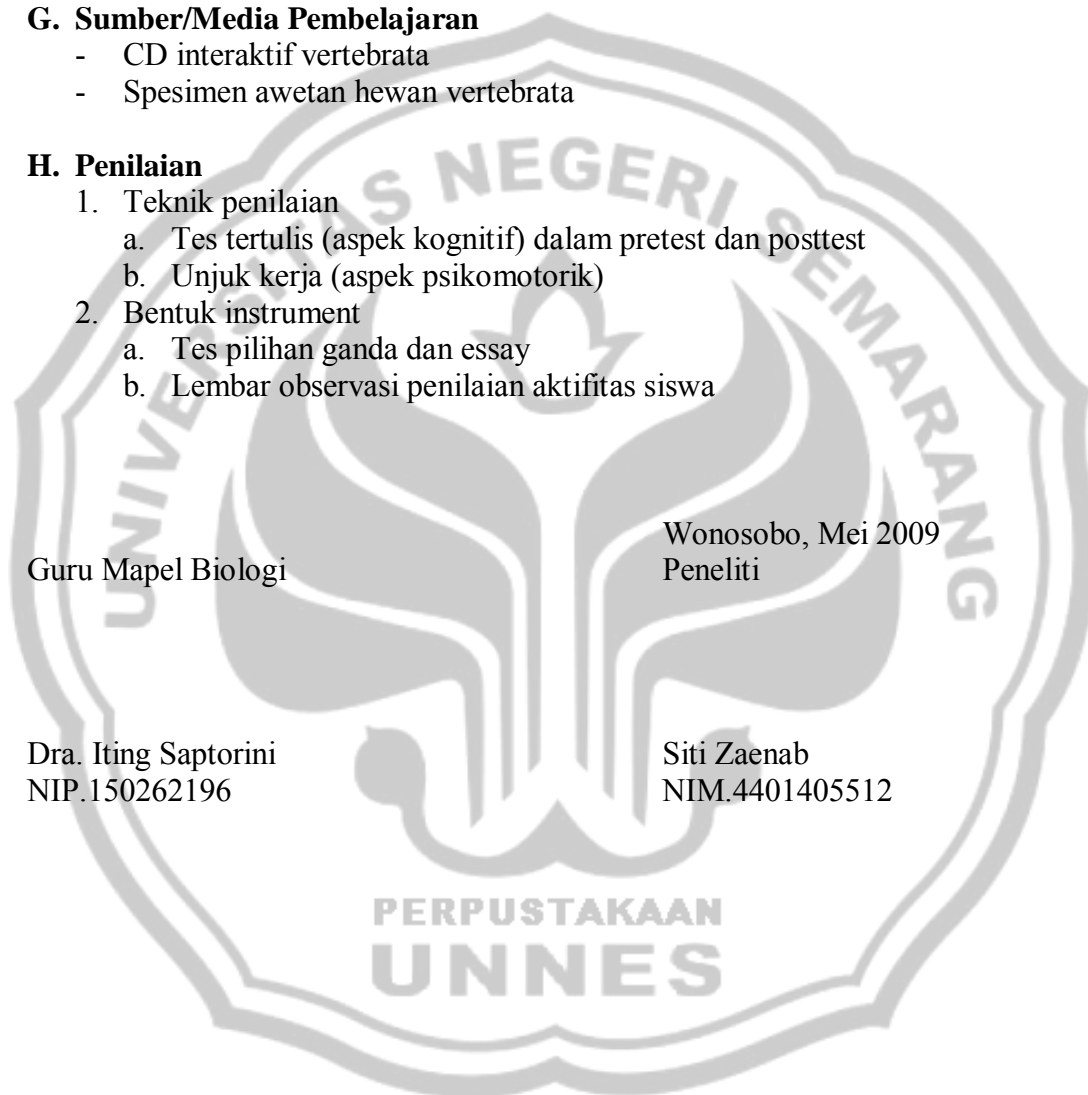 G. Sumber/Media Pembelajaran
- CD interaktif vertebrata
- Spesimen awetan hewan vertebrata
H. Penilaian
1. Teknik penilaian
a. Tes tertulis (aspek kognitif) dalam pretest dan posttest
b. Unjuk kerja (aspek psikomotorik)
2. Bentuk instrument
a. Tes pilihan ganda dan essay
b. Lembar observasi penilaian aktifitas siswa
Wonosobo, Mei 2009
Guru Mapel Biologi Peneliti
Dra. Iting Saptorini Siti Zaenab
NIP.150262196 NIM.4401405512
UNIVERSITAS NEGERI SEMARANG
PERPUSTAKAAN
UNNES